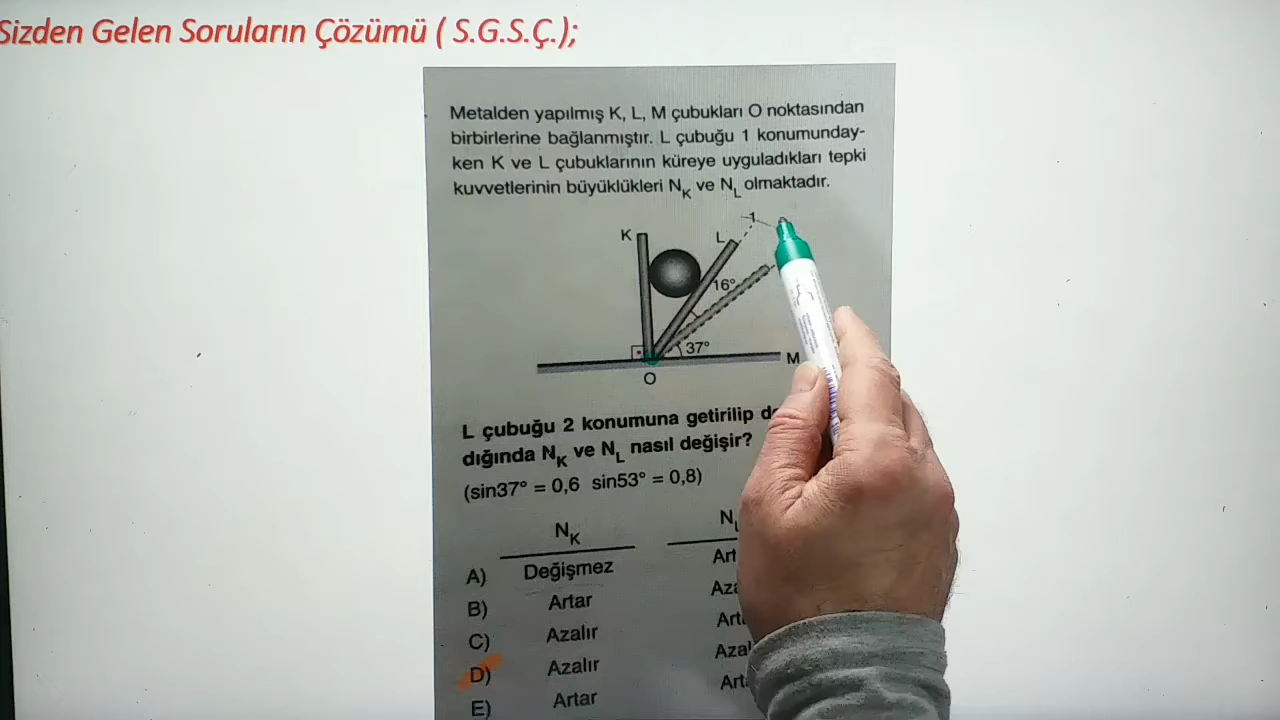 Sizden Gelen Soruların Çözümü ( S.G.S.Ç.);
Metalden yapılmış K, L, M çubukları O noktasından
birbirlerine bağlanmıştır. L çubuğu 1 konumunday-
ken K ve L çubuklarının küreye uyguladıkları tepki
kuvvetlerinin büyüklükleri NK ve NL olmaktadır.
1
K L
16°
37°
M
O
L çubuğu 2 konumuna getirilip
dığında NK ve NL nasıl değişir?
(sin37° = 0,6 sin53° = 0,8)
NK
A) Değişmez
B) Artar
C) Azalır
D) Azalır
E) Artar